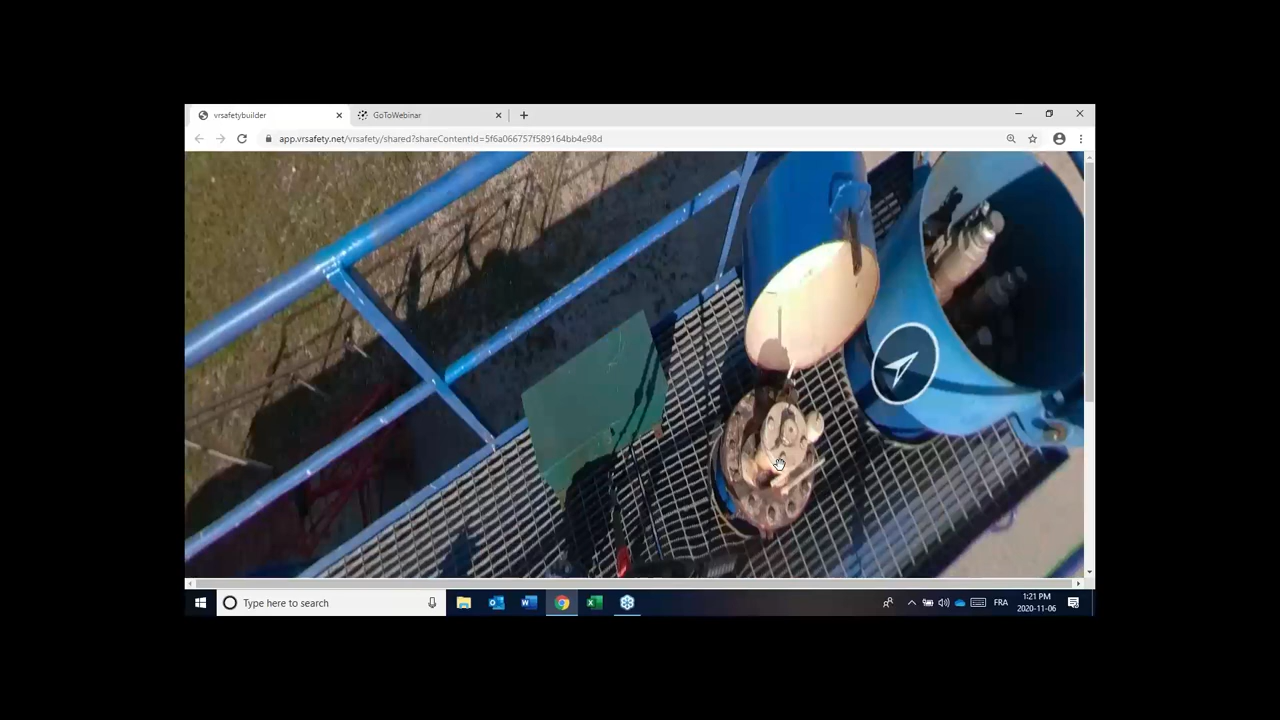 vrsafetybuilder
GoToWebinar
app.vrsafety.net/vrsafety/shared?shareContentId=5f6a066757f589164bb4e98d
Type here to search
FRA
1:21 PM
2020-11-06